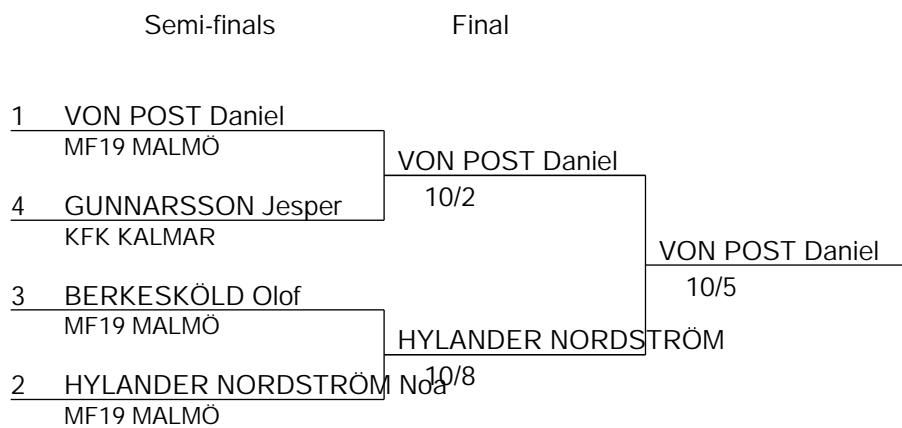 Semi-finals Final
1 VON POST Daniel
MF19 MALMÖ
VON POST Daniel
10/2
4 GUNNARSSON Jesper
KFK KALMAR
VON POST Daniel
10/5
3 BERKESKÖLD Olof
MF19 MALMÖ
HYLANDER NORDSTRÖM
10/8
2 HYLANDER NORDSTRÖM Noa
MF19 MALMÖ